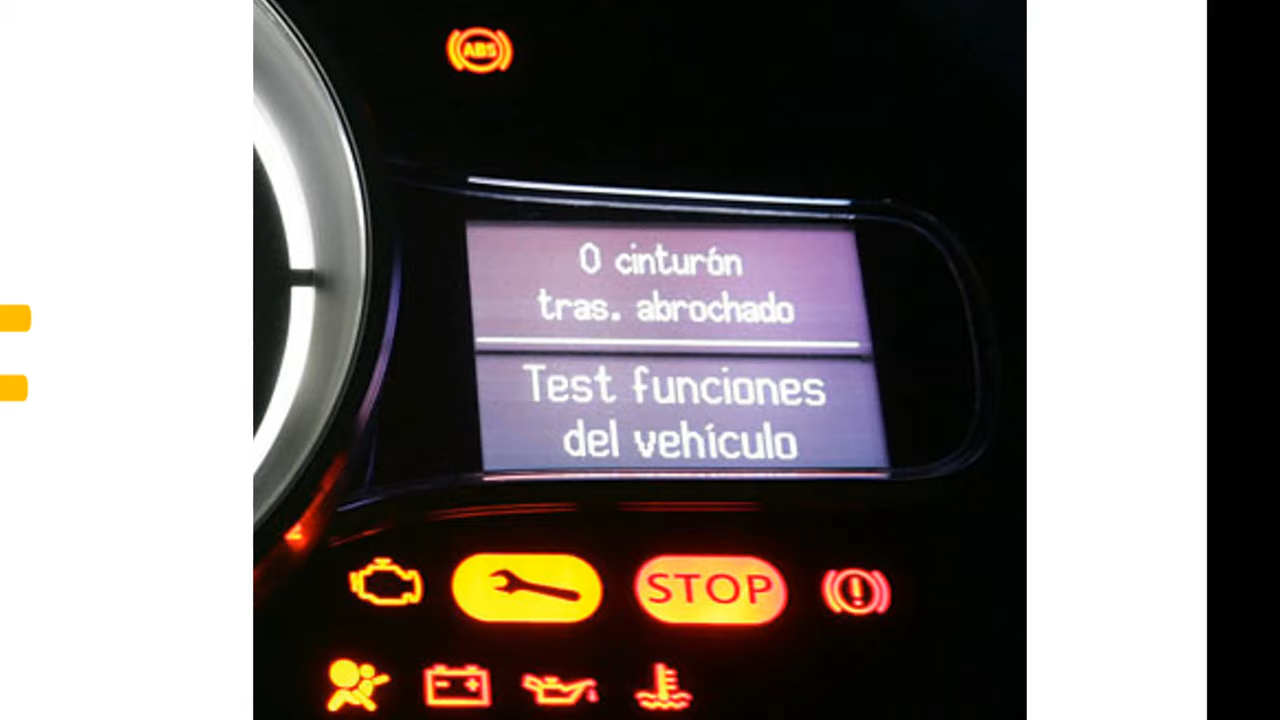 ABS
0 cinturón
tras. abrochado
Test funciones
del vehículo
STOP